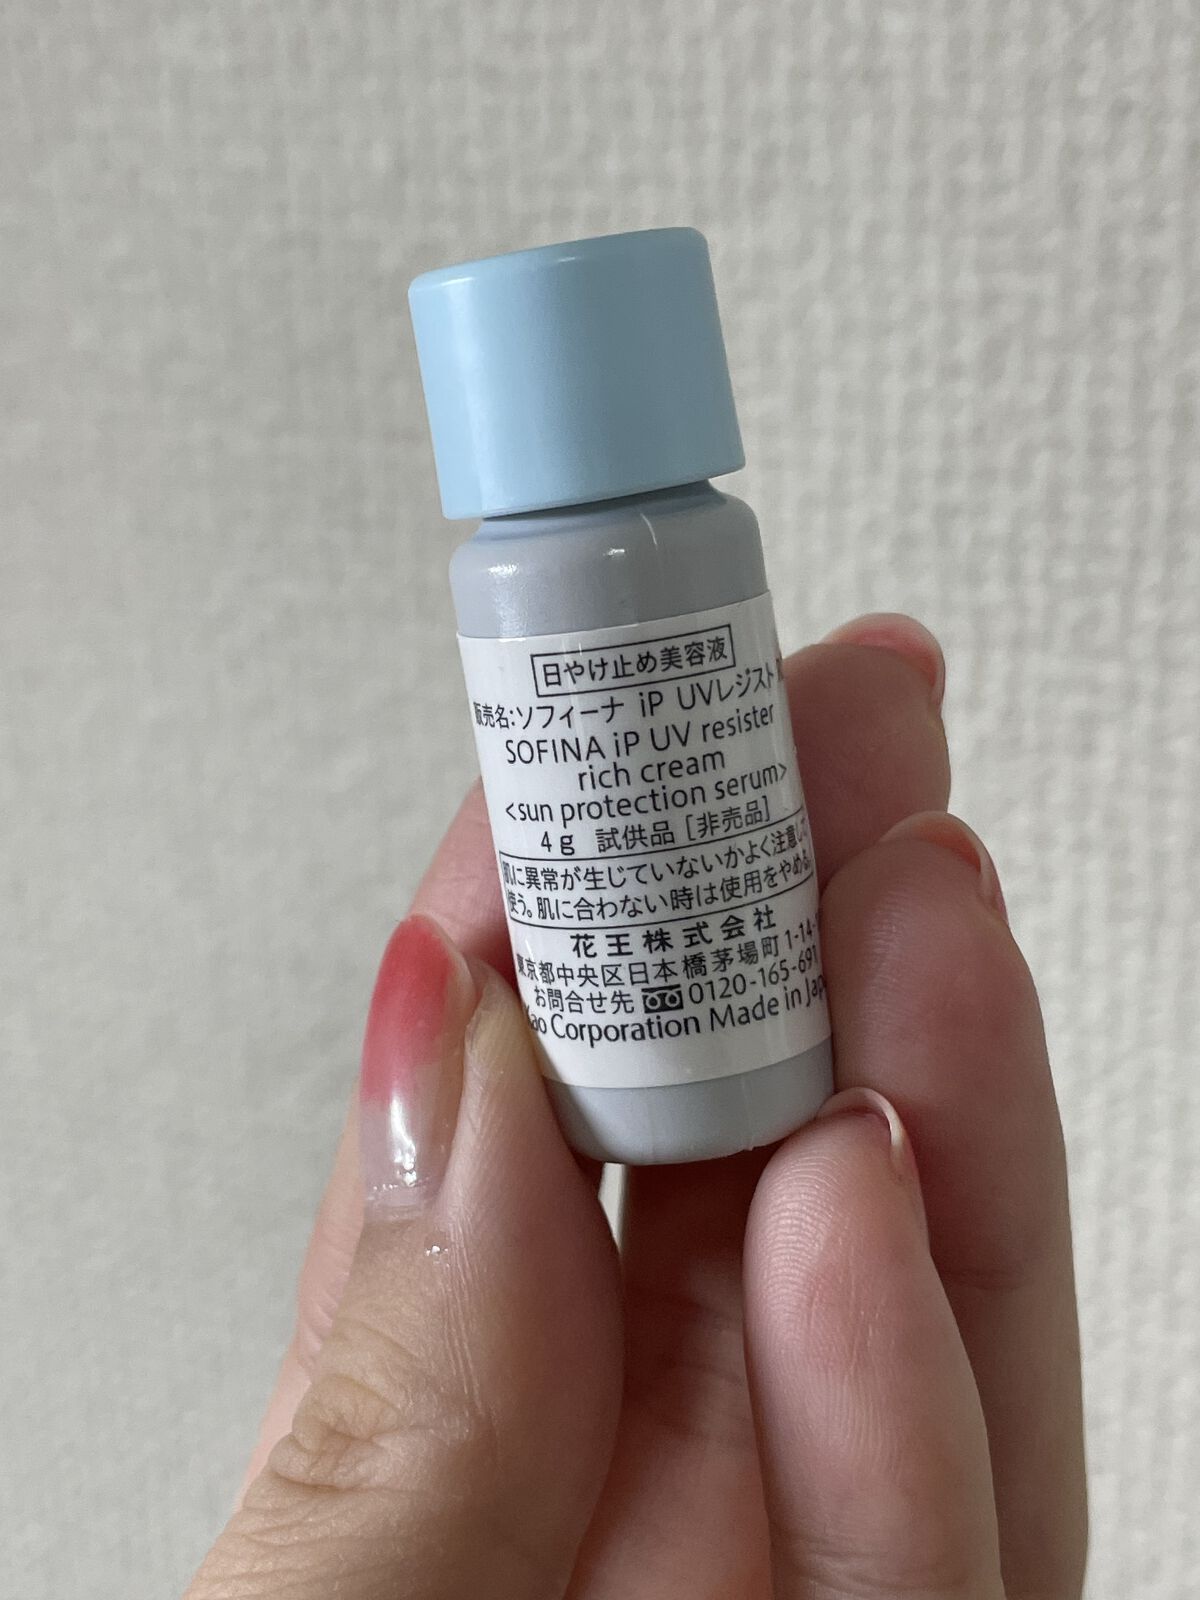 日やけ止め美容液
販売名:ソフィーナ iP UVレジスト
SOFINA iP UV resister
rich cream
<sun protection serum>
4g 試供品[非売品]
肌に異常が生じていないかよく注意して
使う。肌に合わない時は使用をやめる。
花王株式会社
東京都中央区日本橋茅場町1-14-
お問合せ先 0120-165-691
Kao Corporation Made in